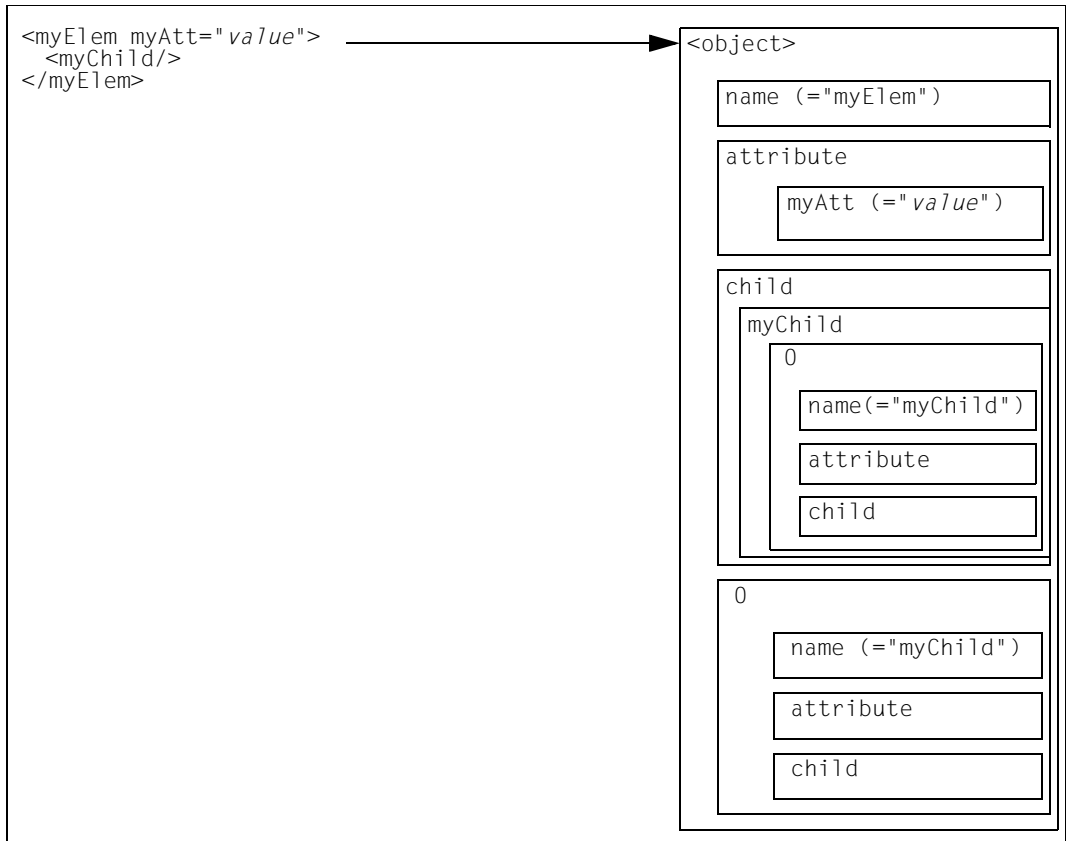 <myElem myAtt="value">
<myChild/>
</myElem>
<object>
name (="myElem")
attribute
myAtt (="value")
child
myChild
0
name(="myChild")
attribute
child
0
name (="myChild")
attribute
child